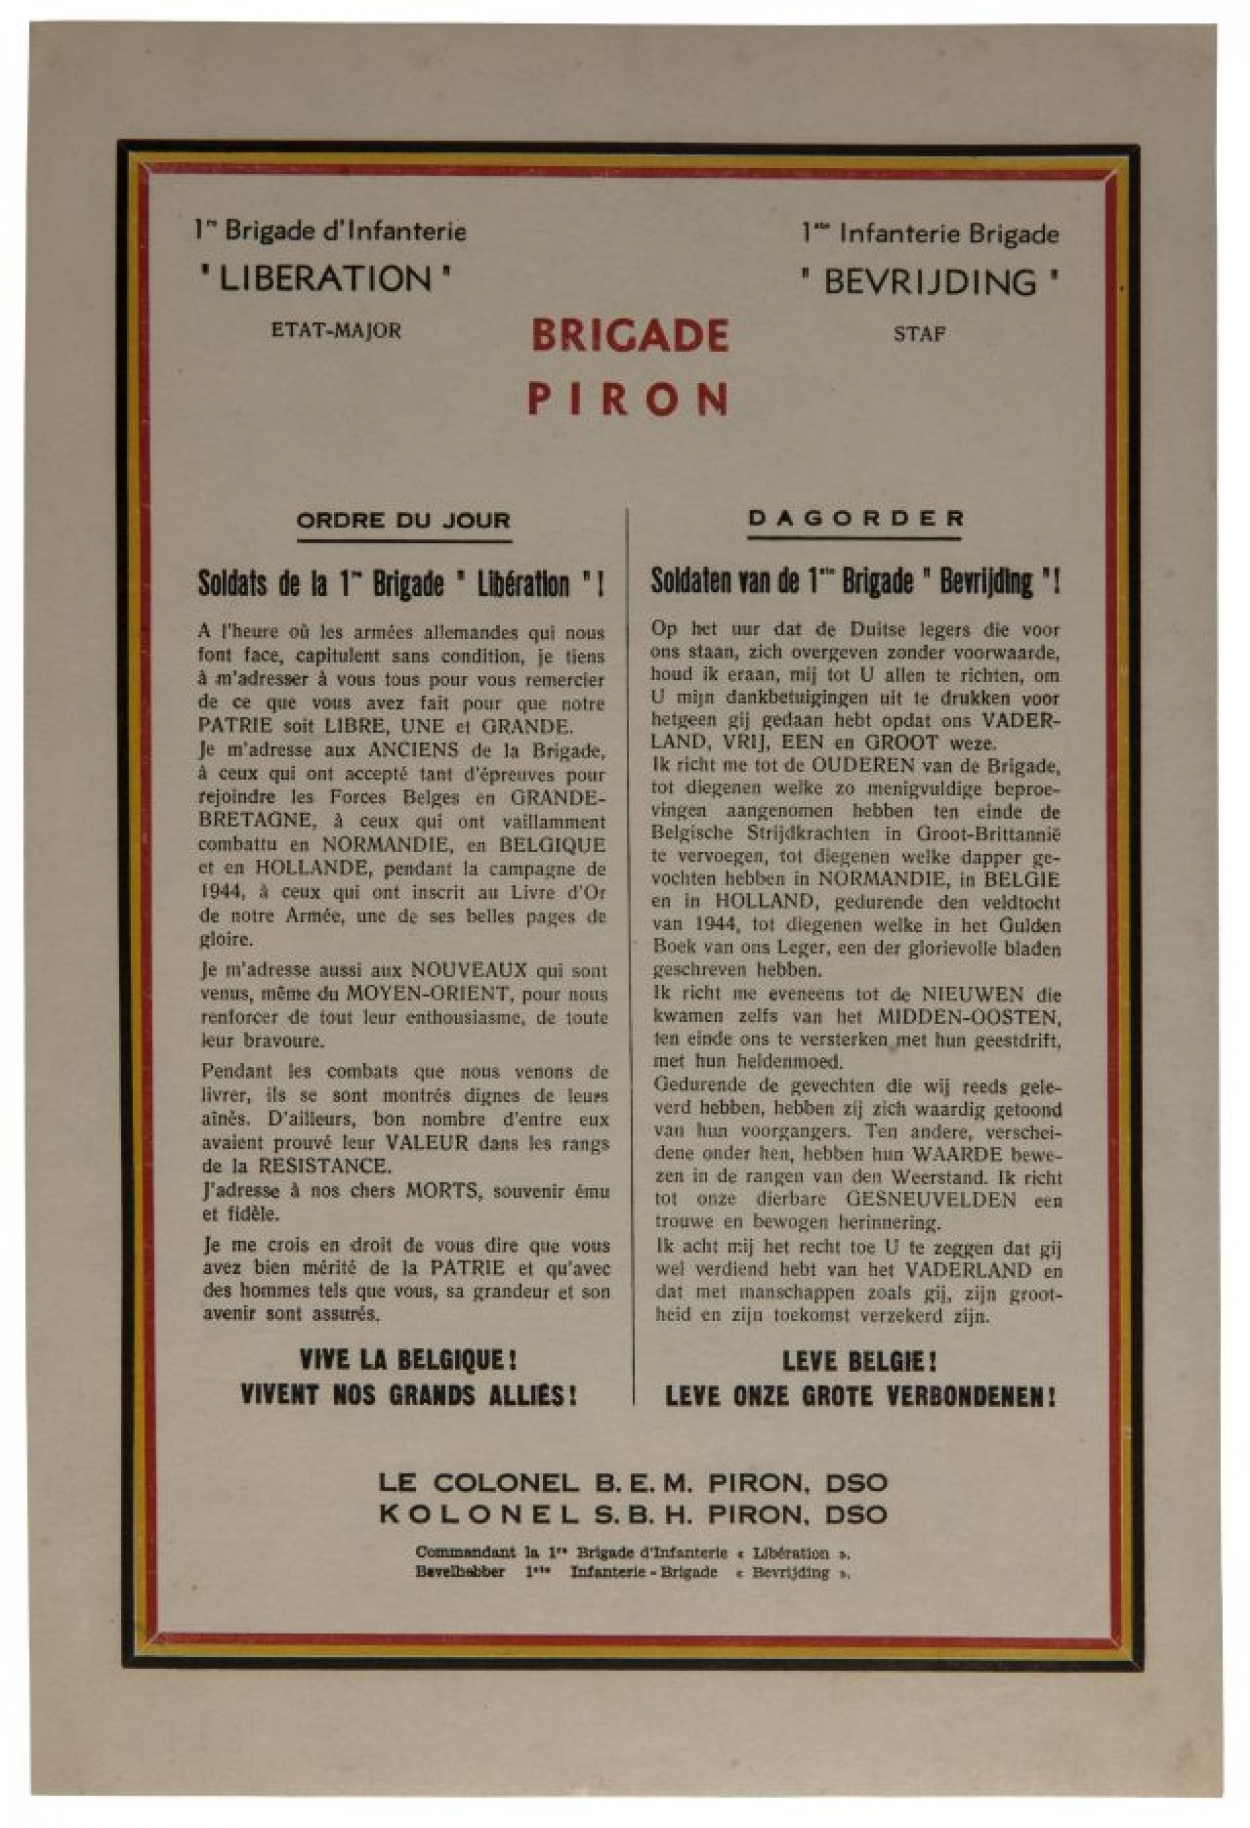 1re Brigade d'Infanterie
" LIBERATION "
ETAT-MAJOR
1ste Infanterie Brigade
" BEVRIJDING "
STAF
BRIGADE
PIRON
ORDRE DU JOUR
Soldats de la 1re Brigade " Libération " !
A l'heure où les armées allemandes qui nous
font face, capitulent sans condition, je tiens
à m'adresser à vous tous pour vous remercier
de ce que vous avez fait pour que notre
PATRIE soit LIBRE, UNE et GRANDE.
Je m'adresse aux ANCIENS de la Brigade,
à ceux qui ont accepté tant d'épreuves pour
rejoindre les Forces Belges en GRANDE-
BRETAGNE, à ceux qui ont vaillamment
combattu en NORMANDIE, en BELGIQUE
et en HOLLANDE, pendant la campagne de
1944, à ceux qui ont inscrit au Livre d'Or
de notre Armée, une de ses belles pages de
gloire.
Je m'adresse aussi aux NOUVEAUX qui sont
venus, même du MOYEN-ORIENT, pour nous
renforcer de tout leur enthousiasme, de toute
leur bravoure.
Pendant les combats que nous venons de
livrer, ils se sont montrés dignes de leurs
aînés. D'ailleurs, bon nombre d'entre eux
avaient prouvé leur VALEUR dans les rangs
de la RESISTANCE.
J'adresse à nos chers MORTS, souvenir ému
et fidèle.
Je me crois en droit de vous dire que vous
avez bien mérité de la PATRIE et qu'avec
des hommes tels que vous, sa grandeur et son
avenir sont assurés.
VIVE LA BELGIQUE !
VIVENT NOS GRANDS ALLIÉS !
DAGORDER
Soldaten van de 1ste Brigade " Bevrijding " !
Op het uur dat de Duitse legers die voor
ons staan, zich overgeven zonder voorwaarde,
houd ik eraan, mij tot U allen te richten, om
U mijn dankbetuigingen uit te drukken voor
hetgeen gij gedaan hebt opdat ons VADER-
LAND, VRIJ, EEN en GROOT weze.
Ik richt me tot de OUDEREN van de Brigade,
tot diegenen welke zo menigvuldige beproe-
vingen aangenomen hebben ten einde de
Belgische Strijdkrachten in Groot-Brittannië
te vervoegen, tot diegenen welke dapper ge-
vochten hebben in NORMANDIE, in BELGIE
en in HOLLAND, gedurende den veldtocht
van 1944, tot diegenen welke in het Gulden
Boek van ons Leger, een der glorievolle bladen
geschreven hebben.
Ik richt me eveneens tot de NIEUWEN die
kwamen zelfs van het MIDDEN-OOSTEN,
ten einde ons te versterken met hun geestdrift,
met hun heldenmoed.
Gedurende de gevechten die wij reeds gele-
verd hebben, hebben zij zich waardig getoond
van hun voorgangers. Ten andere, verschei-
dene onder hen, hebben hun WAARDE bewe-
zen in de rangen van den Weerstand. Ik richt
tot onze dierbare GESNEUVELDEN een
trouwe en bewogen herinnering.
Ik acht mij het recht toe U te zeggen dat gij
wel verdiend hebt van het VADERLAND en
dat met manschappen zoals gij, zijn groot-
heid en zijn toekomst verzekerd zijn.
LEVE BELGIE !
LEVE ONZE GROTE VERBONDENEN !
LE COLONEL B. E. M. PIRON, DSO
KOLONEL S. B. H. PIRON, DSO
Commandant la 1re Brigade d'Infanterie « Libération ».
Bevelhebber 1ste Infanterie - Brigade « Bevrijding ».